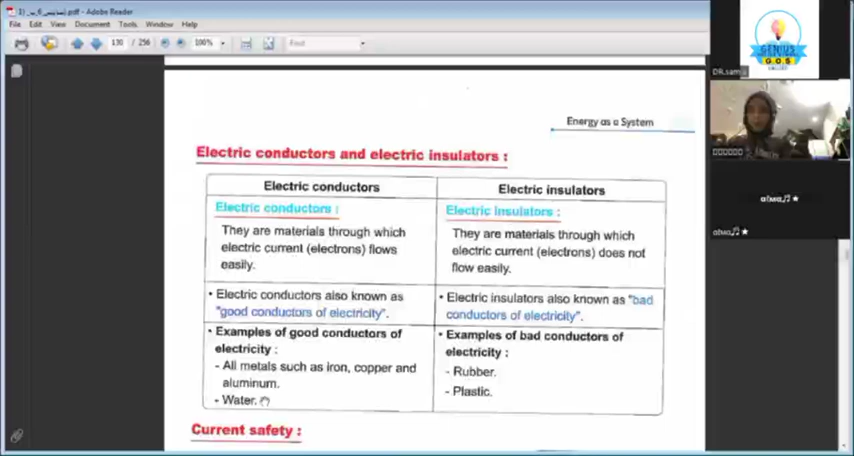 .pdf - Adobe Reader
File Edit View Document Tools Window Help
130 / 256 100% Find
Energy as a System
Electric conductors and electric insulators :
Electric conductors
Electric conductors :
They are materials through which
electric current (electrons) flows
easily.
• Electric conductors also known as
"good conductors of electricity".
• Examples of good conductors of
electricity :
- All metals such as iron, copper and
aluminum.
- Water.
Electric insulators
Electric insulators :
They are materials through which
electric current (electrons) does not
flow easily.
• Electric insulators also known as "bad
conductors of electricity".
• Examples of bad conductors of
electricity :
- Rubber.
- Plastic.
Current safety :
GENIUS
G.O.S
DR.sam